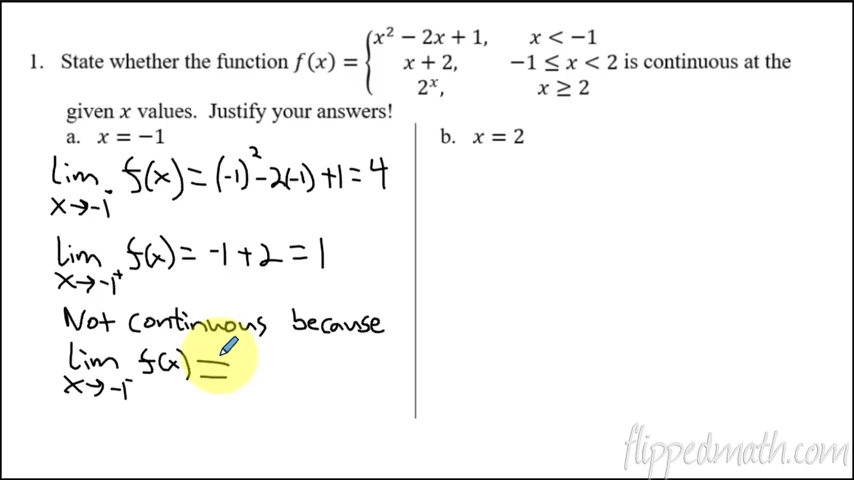 1. State whether the function f(x) = { x² − 2x + 1, x < −1
x + 2, −1 ≤ x < 2 is continuous at the
2ˣ, x ≥ 2
given x values. Justify your answers!
a. x = −1
b. x = 2
lim x→-1⁻ f(x) = (-1)² - 2(-1) + 1 = 4
lim x→-1⁺ f(x) = -1 + 2 = 1
Not continuous because
lim x→-1⁻ f(x) =
flippedmath.com